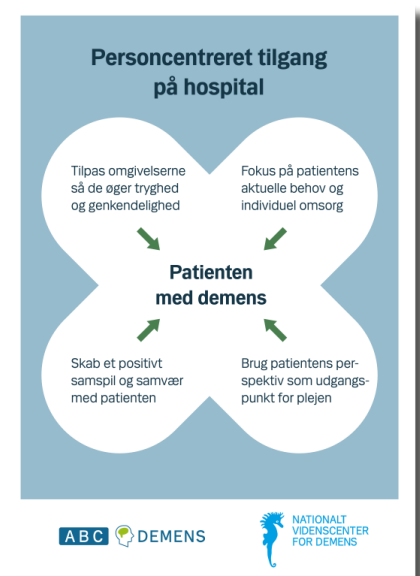 Personcentreret tilgang
på hospital
Tilpas omgivelserne
så de øger tryghed
og genkendelighed
Fokus på patientens
aktuelle behov og
individuel omsorg
Patienten
med demens
Skab et positivt
samspil og samvær
med patienten
Brug patientens per-
spektiv som udgangs-
punkt for plejen
ABC DEMENS
NATIONALT
VIDENSCENTER
FOR DEMENS